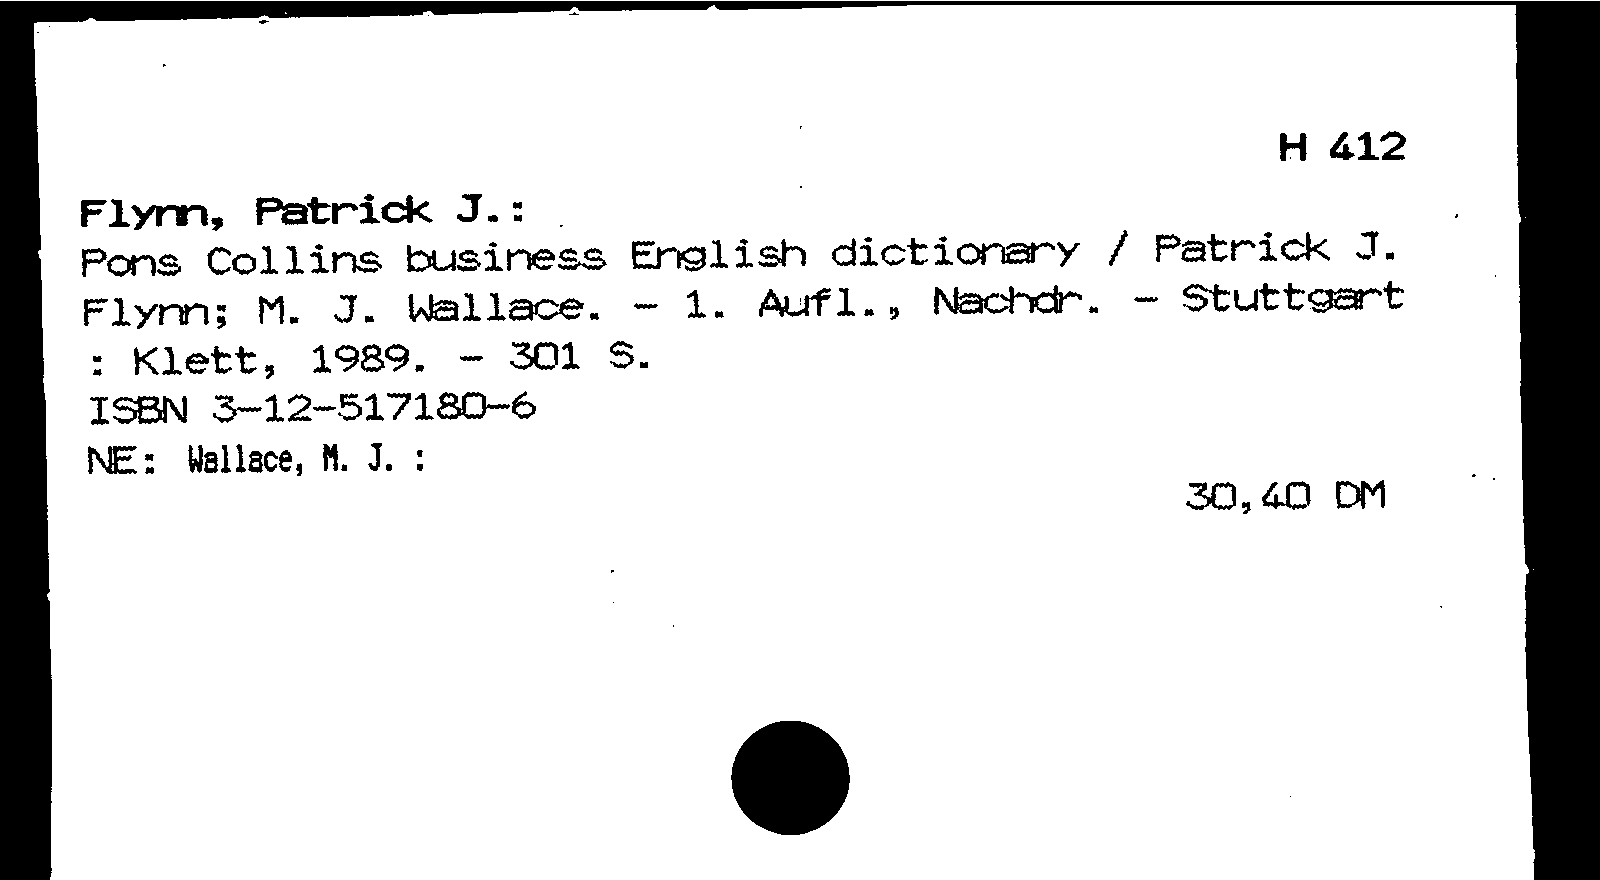 H 412
Flynn, Patrick J.:
Pons Collins business English dictionary / Patrick J.
Flynn; M. J. Wallace. - 1. Aufl., Nachdr. - Stuttgart
: Klett, 1989. - 301 S.
ISBN 3-12-517180-6
NE: Wallace, M. J. :
30,40 DM